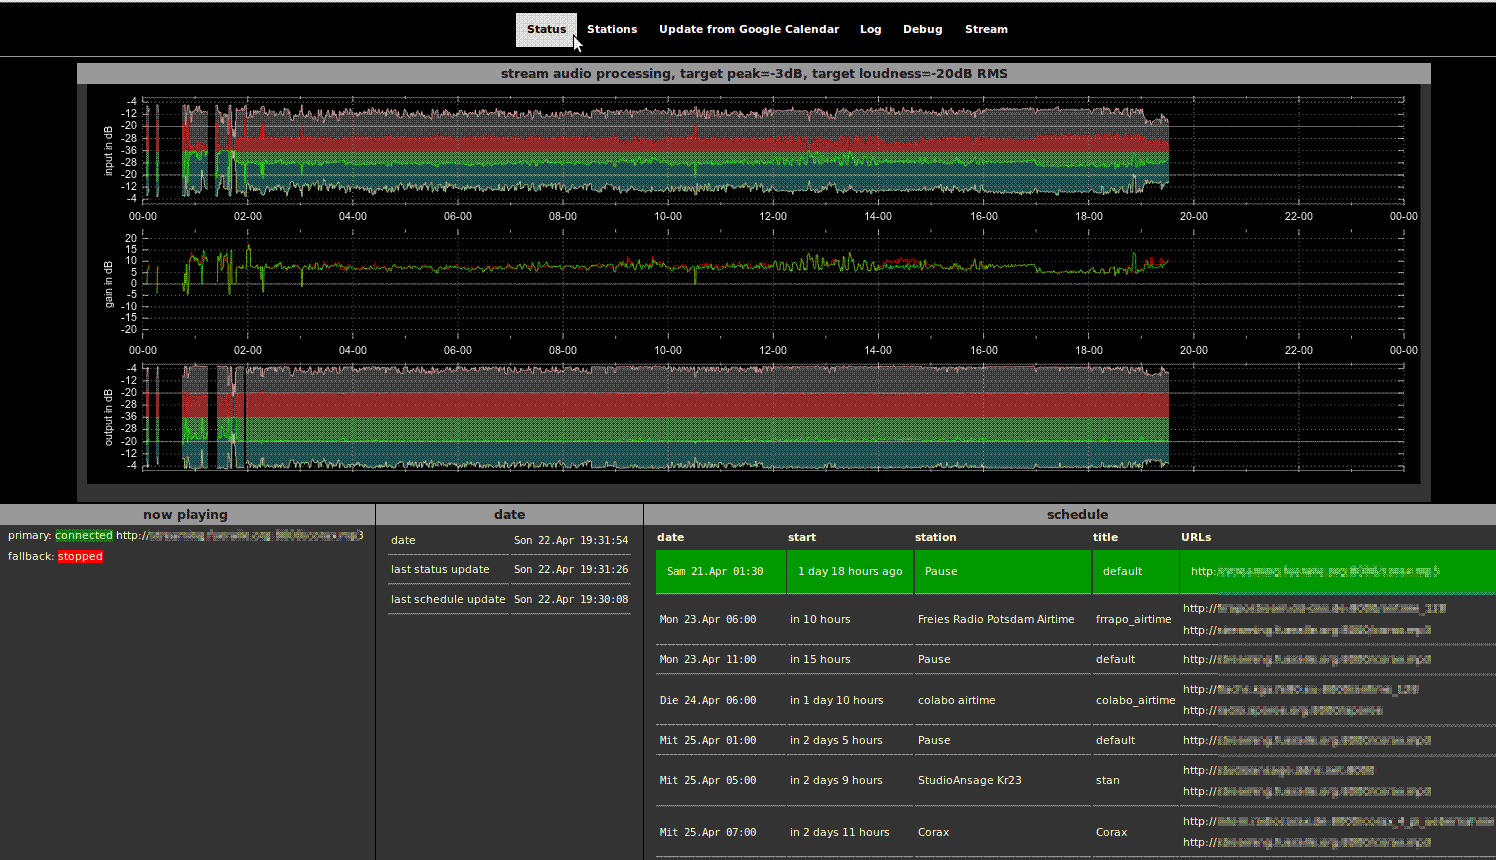 Status Stations Update from Google Calendar Log Debug Stream
stream audio processing, target peak=-3dB, target loudness=-20dB RMS
input in dB
-4
-12
-20
-28
-36
-28
-20
-12
-4
00-00 02-00 04-00 06-00 08-00 10-00 12-00 14-00 16-00 18-00 20-00 22-00 00-00
gain in dB
20
15
10
5
0
-5
-10
-15
-20
00-00 02-00 04-00 06-00 08-00 10-00 12-00 14-00 16-00 18-00 20-00 22-00 00-00
output in dB
-4
-12
-20
-28
-36
-28
-20
-12
-4
now playing
primary: connected http://
fallback: stopped
date
date Son 22.Apr 19:31:54
last status update Son 22.Apr 19:31:26
last schedule update Son 22.Apr 19:30:08
schedule
date start station title URLs
Sam 21.Apr 01:30 1 day 18 hours ago Pause default http:
Mon 23.Apr 06:00 in 10 hours Freies Radio Potsdam Airtime frrapo_airtime http://
http://
Mon 23.Apr 11:00 in 15 hours Pause default http://
Die 24.Apr 06:00 in 1 day 10 hours colabo airtime colabo_airtime http://
http://
Mit 25.Apr 01:00 in 2 days 5 hours Pause default http://
Mit 25.Apr 05:00 in 2 days 9 hours StudioAnsage Kr23 stan http://
http://
Mit 25.Apr 07:00 in 2 days 11 hours Corax Corax http://
http://